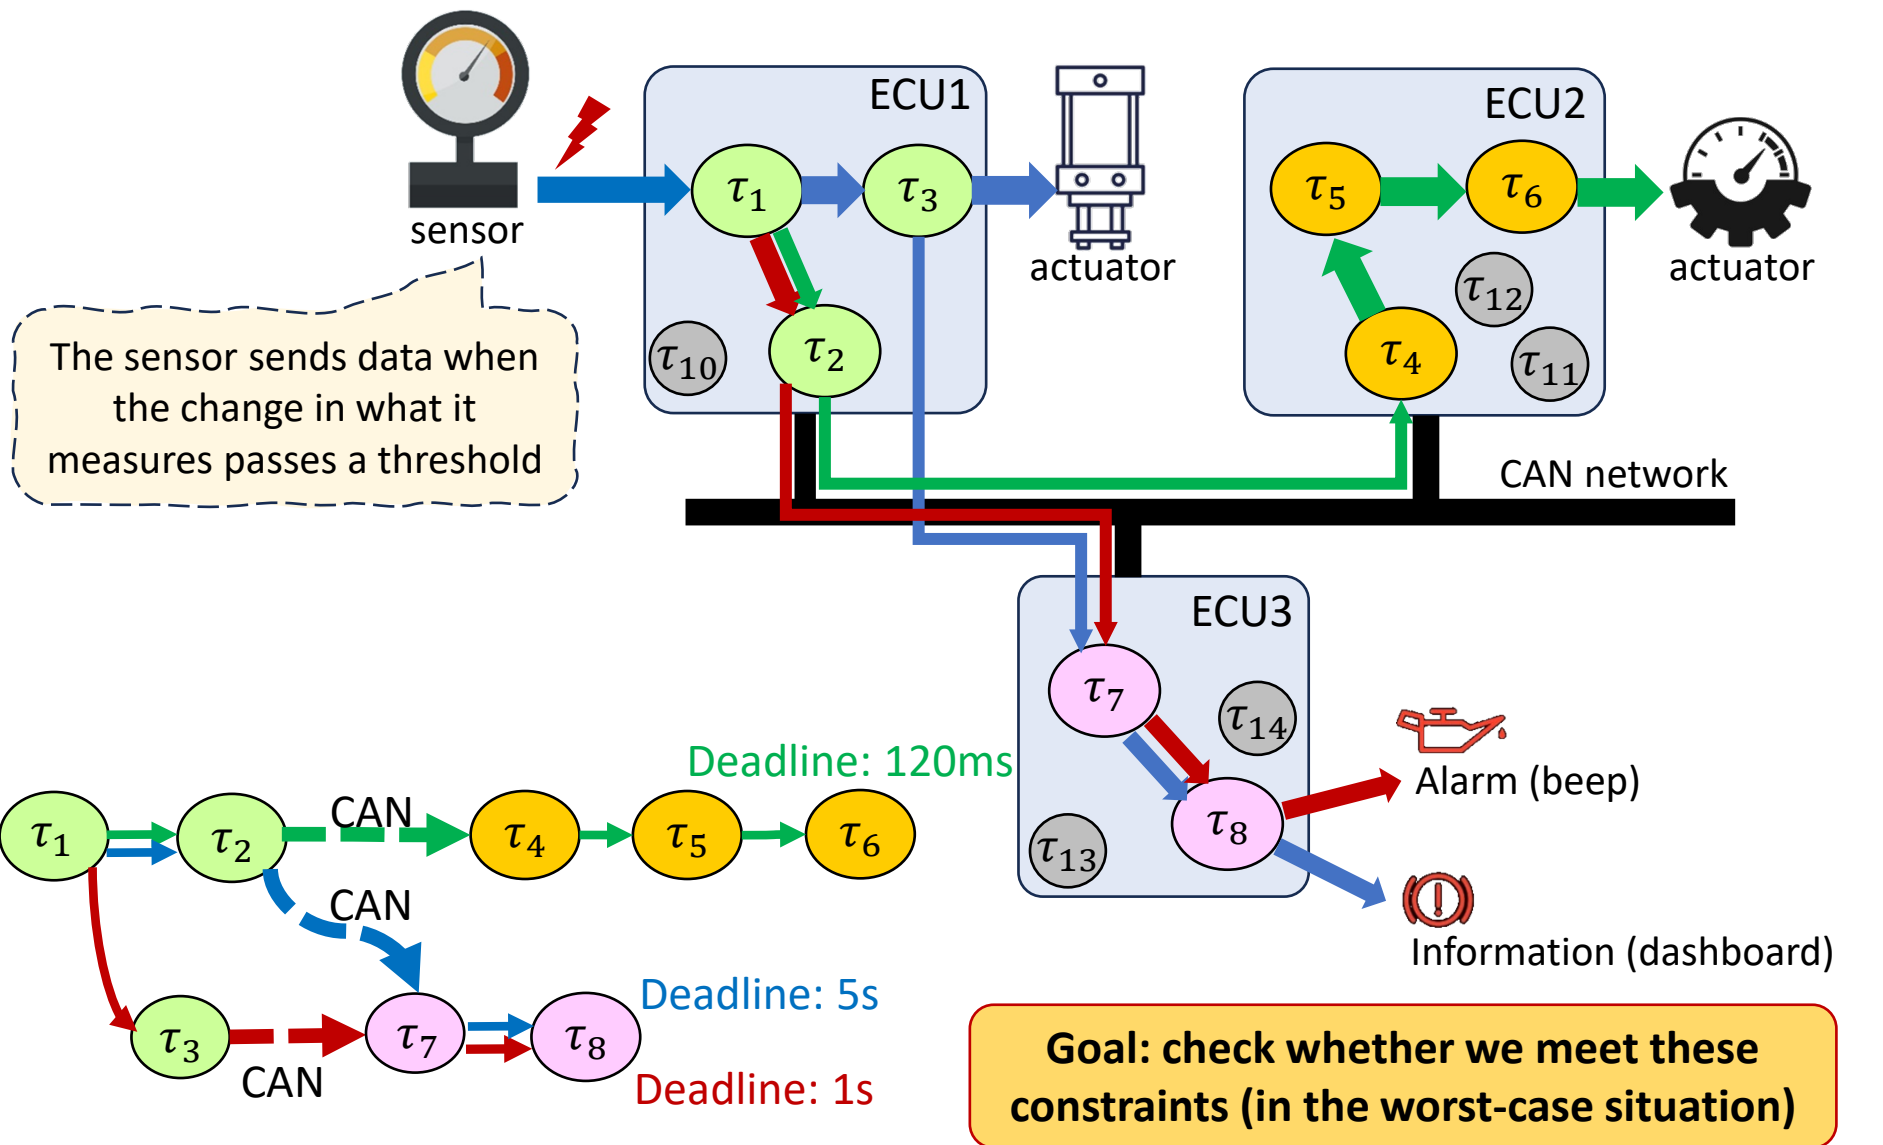 ECU1
ECU2
τ1
τ3
τ5
τ6
sensor
actuator
actuator
τ12
The sensor sends data when
the change in what it
measures passes a threshold
τ10
τ2
τ4
τ11
CAN network
ECU3
τ7
τ14
Deadline: 120ms
Alarm (beep)
τ1
τ2
CAN
τ4
τ5
τ6
τ13
τ8
CAN
Information (dashboard)
Deadline: 5s
τ3
τ7
τ8
CAN
Deadline: 1s
Goal: check whether we meet these
constraints (in the worst-case situation)